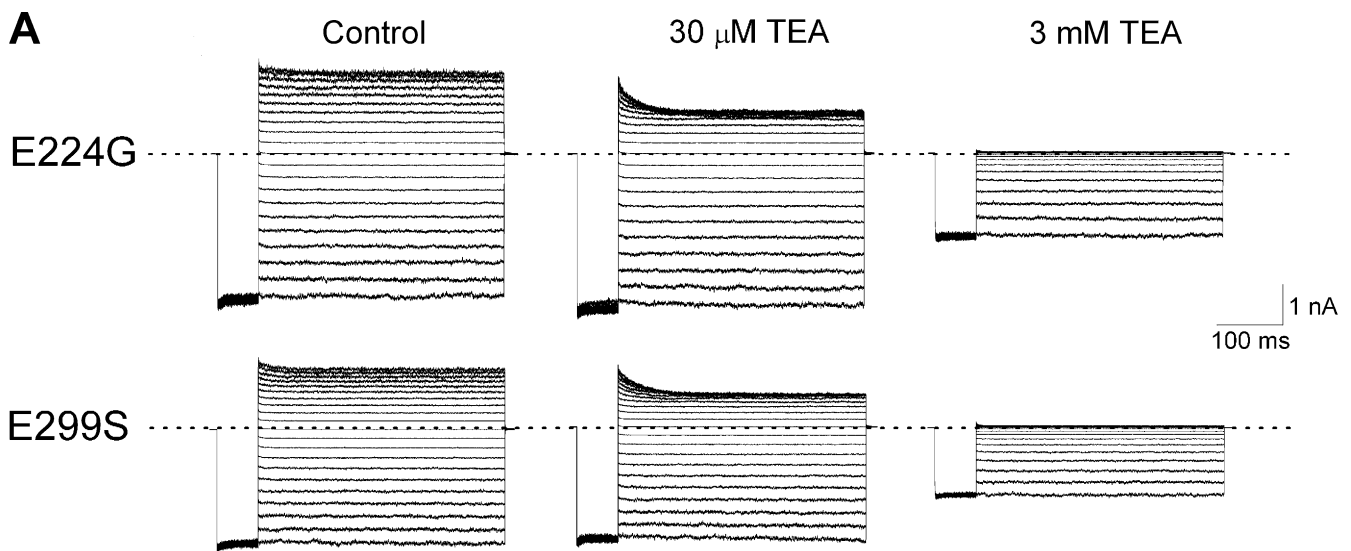 A
Control 30 μM TEA 3 mM TEA
E224G
1 nA
100 ms
E299S